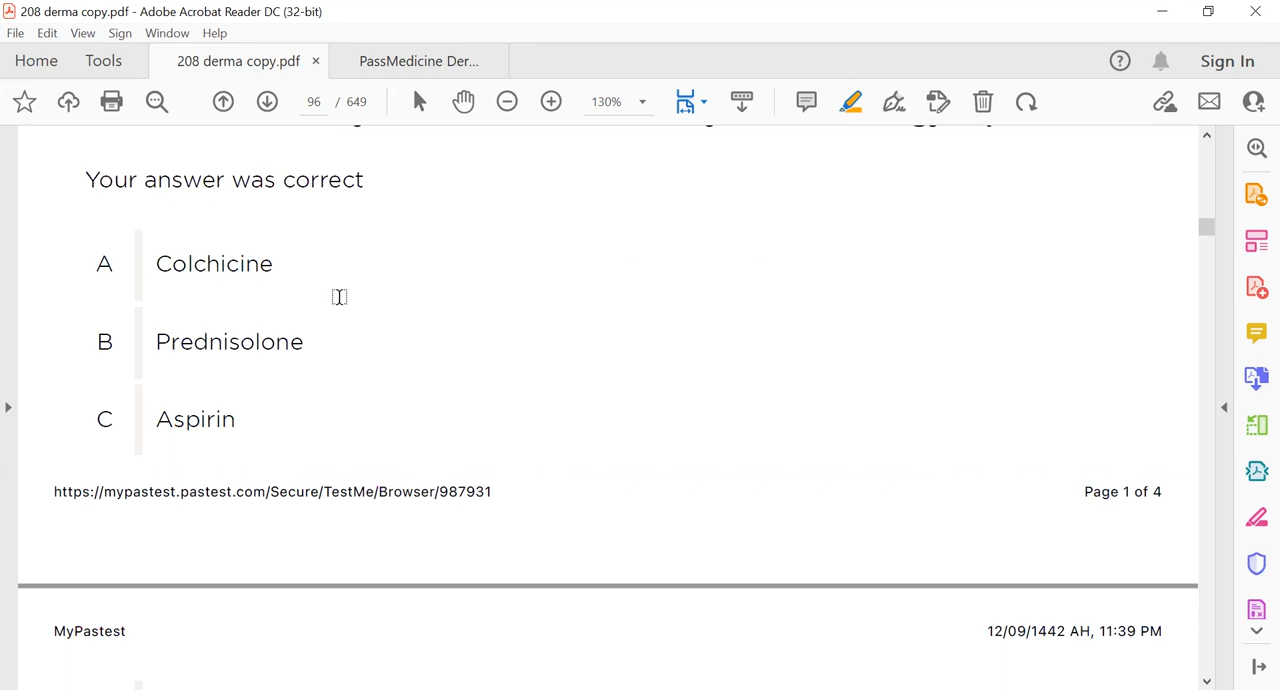 208 derma copy.pdf - Adobe Acrobat Reader DC (32-bit)
File Edit View Sign Window Help
Home Tools 208 derma copy.pdf × PassMedicine Der... Sign In
96 / 649 130%
Your answer was correct
A Colchicine
B Prednisolone
C Aspirin
https://mypastest.pastest.com/Secure/TestMe/Browser/987931 Page 1 of 4
MyPastest 12/09/1442 AH, 11:39 PM